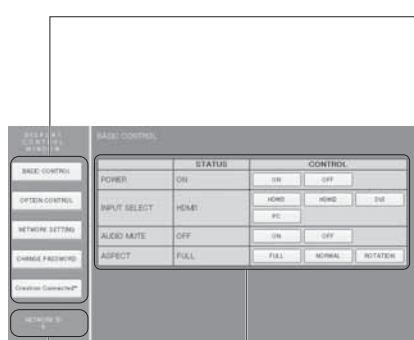 DISPLAY
CONTROL
WINDOW
BASIC CONTROL
OPTION CONTROL
NETWORK SETTING
CHANGE PASSWORD
Crestron Connected™
NETWORK ID
BASIC CONTROL
STATUS CONTROL
POWER ON ON OFF
INPUT SELECT HDMI1 HDMI1 HDMI2 DVI
PC
AUDIO MUTE OFF ON OFF
ASPECT FULL FULL NORMAL ROTATION